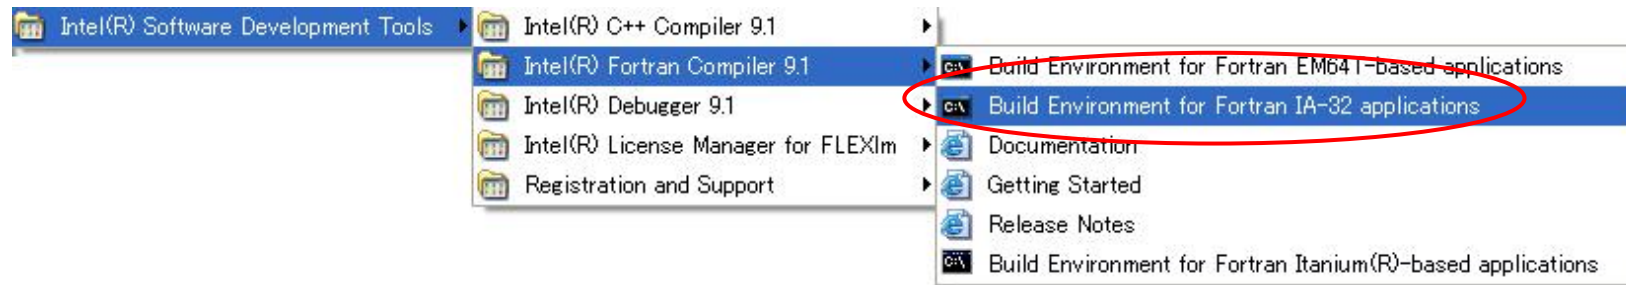 Intel(R) Software Development Tools
Intel(R) C++ Compiler 9.1
Intel(R) Fortran Compiler 9.1
Intel(R) Debugger 9.1
Intel(R) License Manager for FLEXlm
Registration and Support
Build Environment for Fortran EM64T-based applications
Build Environment for Fortran IA-32 applications
Documentation
Getting Started
Release Notes
Build Environment for Fortran Itanium(R)-based applications